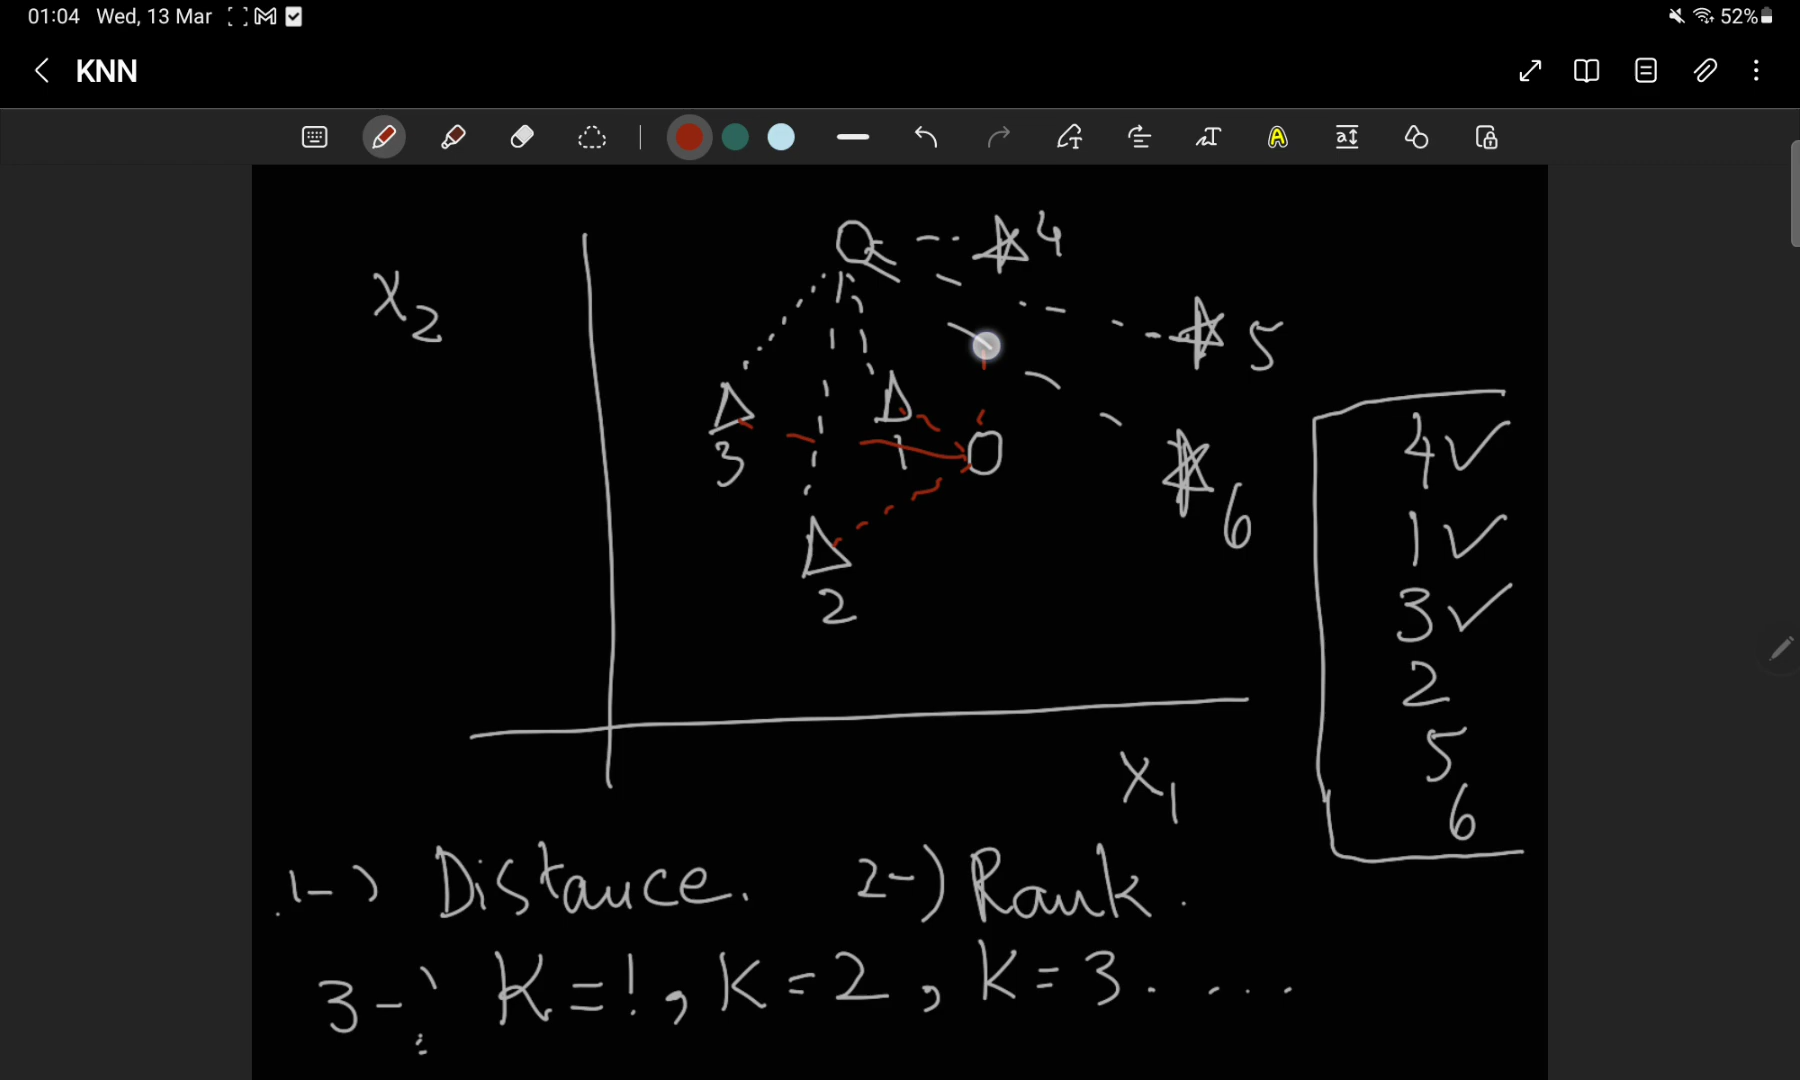 01:04 Wed, 13 Mar
52%
KNN
X2
4
5
3
1
6
2
X1
4✓
1✓
3✓
2
5
6
1-) Distance. 2-) Rank.
3-) K=!, K=2, K=3. ....